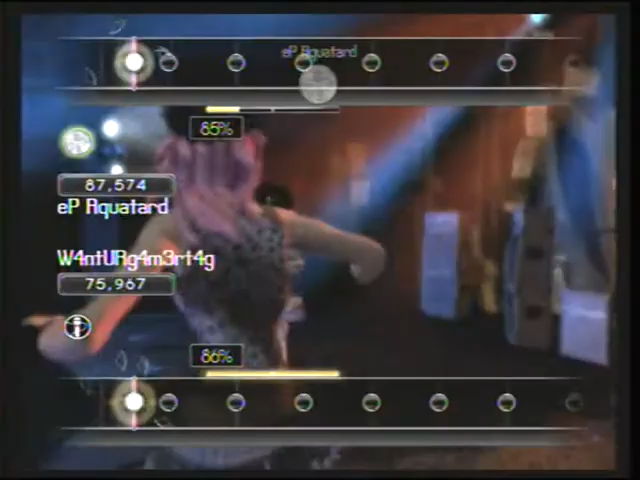 eP Aquatard
85%
87,574
eP Aquatard
W4ntURg4m3rt4g
75,967
86%